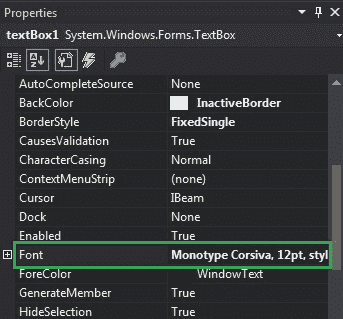 Properties
textBox1 System.Windows.Forms.TextBox
AutoCompleteSource None
BackColor InactiveBorder
BorderStyle FixedSingle
CausesValidation True
CharacterCasing Normal
ContextMenuStrip (none)
Cursor IBeam
Dock None
Enabled True
Font Monotype Corsiva, 12pt, styl
ForeColor WindowText
GenerateMember True
HideSelection True